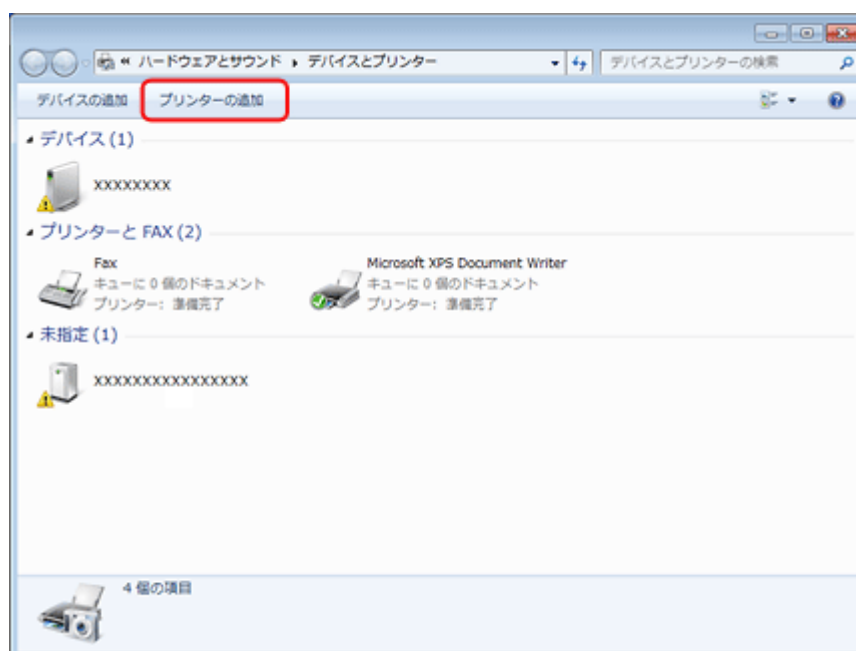 « ハードウェアとサウンド ▸ デバイスとプリンター
デバイスとプリンターの検索
デバイスの追加 プリンターの追加
デバイス (1)
XXXXXXXX
プリンターと FAX (2)
Fax
キューに 0 個のドキュメント
プリンター: 準備完了
Microsoft XPS Document Writer
キューに 0 個のドキュメント
プリンター: 準備完了
未指定 (1)
XXXXXXXXXXXXXXXX
4 個の項目